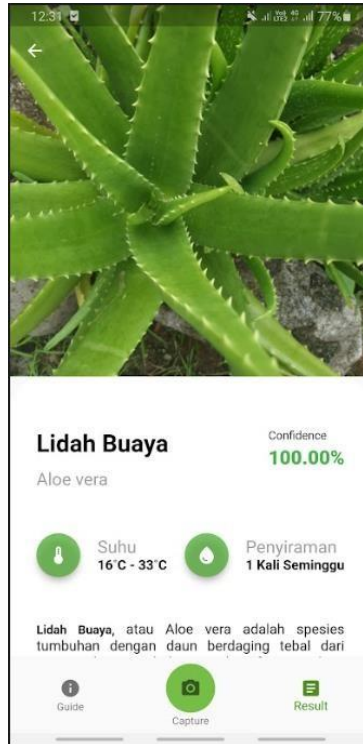 12:31
77%
Lidah Buaya
Confidence
100.00%
Aloe vera
Suhu
16°C - 33°C
Penyiraman
1 Kali Seminggu
Lidah Buaya, atau Aloe vera adalah spesies
tumbuhan dengan daun berdaging tebal dari
Guide
Capture
Result